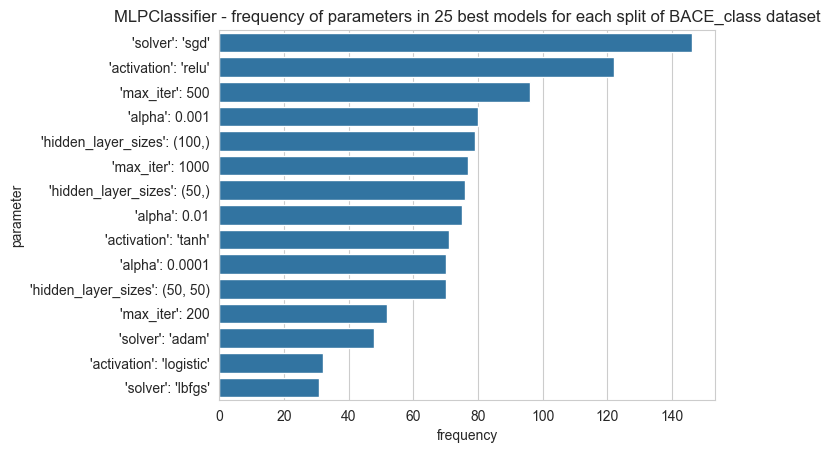 MLPClassifier - frequency of parameters in 25 best models for each split of BACE_class dataset
'solver': 'sgd'
'activation': 'relu'
'max_iter': 500
'alpha': 0.001
'hidden_layer_sizes': (100,)
'max_iter': 1000
'hidden_layer_sizes': (50,)
'alpha': 0.01
'activation': 'tanh'
'alpha': 0.0001
'hidden_layer_sizes': (50, 50)
'max_iter': 200
'solver': 'adam'
'activation': 'logistic'
'solver': 'lbfgs'
parameter
0 20 40 60 80 100 120 140
frequency